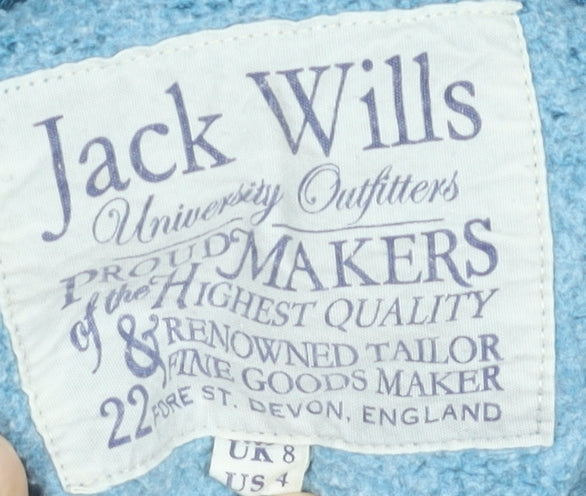 Jack Wills
University Outfitters
PROUD MAKERS
of the HIGHEST QUALITY
& RENOWNED TAILOR
FINE GOODS MAKER
22 FORE ST. DEVON, ENGLAND
UK 8
US 4